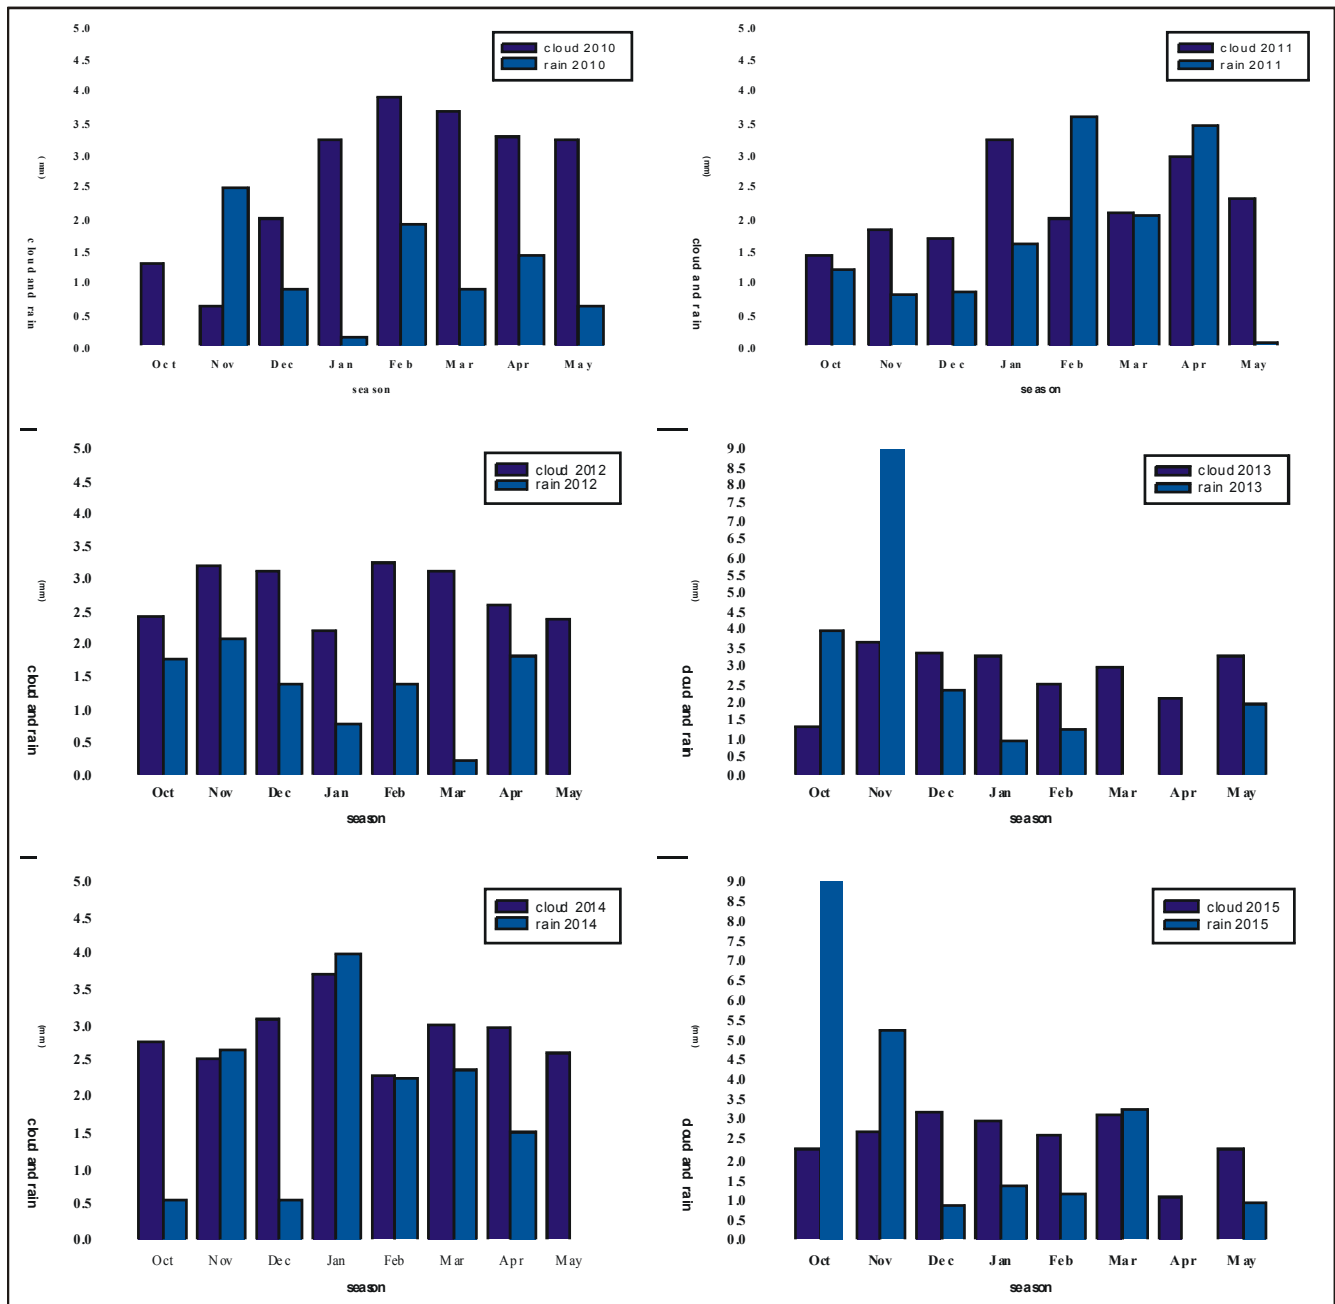 5.0
4.5
4.0
3.5
3.0
2.5
2.0
1.5
1.0
0.5
0.0
(mm)
cloud and rain
cloud 2010
rain 2010
Oct Nov Dec Jan Feb Mar Apr May
season
5.0
4.5
4.0
3.5
3.0
2.5
2.0
1.5
1.0
0.5
0.0
(mm)
cloud and rain
cloud 2011
rain 2011
Oct Nov Dec Jan Feb Mar Apr May
season
5.0
4.5
4.0
3.5
3.0
2.5
2.0
1.5
1.0
0.5
0.0
(mm)
cloud and rain
cloud 2012
rain 2012
Oct Nov Dec Jan Feb Mar Apr May
season
9.0
8.5
8.0
7.5
7.0
6.5
6.0
5.5
5.0
4.5
4.0
3.5
3.0
2.5
2.0
1.5
1.0
0.5
0.0
(mm)
cloud and rain
cloud 2013
rain 2013
Oct Nov Dec Jan Feb Mar Apr May
season
5.0
4.5
4.0
3.5
3.0
2.5
2.0
1.5
1.0
0.5
0.0
(mm)
cloud and rain
cloud 2014
rain 2014
Oct Nov Dec Jan Feb Mar Apr May
season
9.0
8.5
8.0
7.5
7.0
6.5
6.0
5.5
5.0
4.5
4.0
3.5
3.0
2.5
2.0
1.5
1.0
0.5
0.0
(mm)
cloud and rain
cloud 2015
rain 2015
Oct Nov Dec Jan Feb Mar Apr May
season